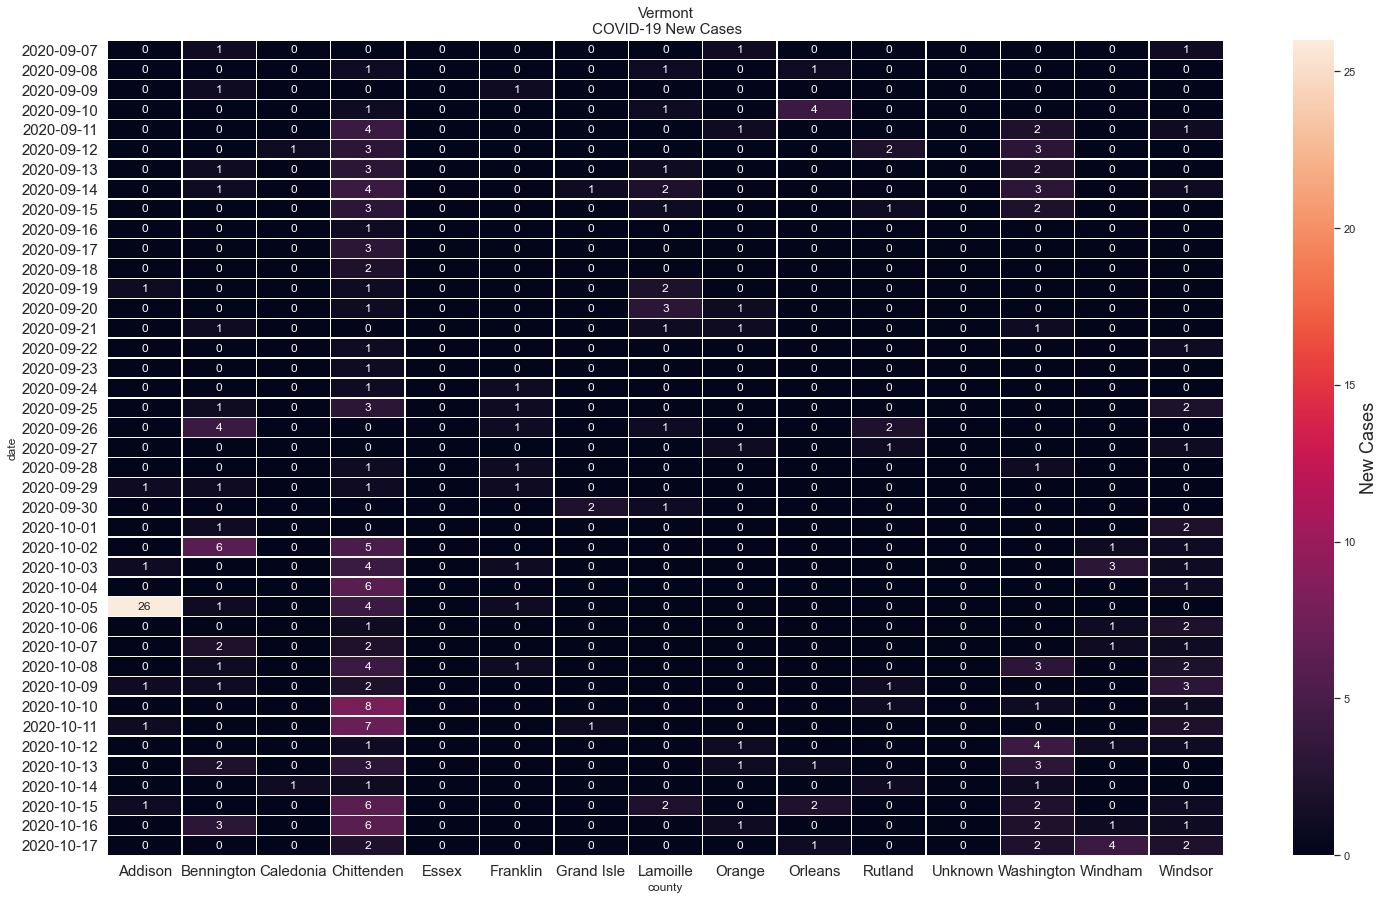 Vermont
COVID-19 New Cases
2020-09-07 0 1 0 0 0 0 0 0 1 0 0 0 0 0 1
2020-09-08 0 0 0 1 0 0 0 1 0 1 0 0 0 0 0
2020-09-09 0 1 0 0 0 1 0 0 0 0 0 0 0 0 0
2020-09-10 0 0 0 1 0 0 0 1 0 4 0 0 0 0 0
2020-09-11 0 0 0 4 0 0 0 0 1 0 0 0 2 0 1
2020-09-12 0 0 1 3 0 0 0 0 0 0 2 0 3 0 0
2020-09-13 0 1 0 3 0 0 0 1 0 0 0 0 2 0 0
2020-09-14 0 1 0 4 0 0 1 2 0 0 0 0 3 0 1
2020-09-15 0 0 0 3 0 0 0 1 0 0 1 0 2 0 0
2020-09-16 0 0 0 1 0 0 0 0 0 0 0 0 0 0 0
2020-09-17 0 0 0 3 0 0 0 0 0 0 0 0 0 0 0
2020-09-18 0 0 0 2 0 0 0 0 0 0 0 0 0 0 0
2020-09-19 1 0 0 1 0 0 0 2 0 0 0 0 0 0 0
2020-09-20 0 0 0 1 0 0 0 3 1 0 0 0 0 0 0
2020-09-21 0 1 0 0 0 0 0 1 1 0 0 0 1 0 0
2020-09-22 0 0 0 1 0 0 0 0 0 0 0 0 0 0 1
2020-09-23 0 0 0 1 0 0 0 0 0 0 0 0 0 0 0
2020-09-24 0 0 0 1 0 1 0 0 0 0 0 0 0 0 0
2020-09-25 0 1 0 3 0 1 0 0 0 0 0 0 0 0 2
2020-09-26 0 4 0 0 0 1 0 1 0 0 2 0 0 0 0
2020-09-27 0 0 0 0 0 0 0 0 1 0 1 0 0 0 1
2020-09-28 0 0 0 1 0 1 0 0 0 0 0 0 1 0 0
2020-09-29 1 1 0 1 0 1 0 0 0 0 0 0 0 0 0
2020-09-30 0 0 0 0 0 0 2 1 0 0 0 0 0 0 0
2020-10-01 0 1 0 0 0 0 0 0 0 0 0 0 0 0 2
2020-10-02 0 6 0 5 0 0 0 0 0 0 0 0 0 1 1
2020-10-03 1 0 0 4 0 1 0 0 0 0 0 0 0 3 1
2020-10-04 0 0 0 6 0 0 0 0 0 0 0 0 0 0 1
2020-10-05 26 1 0 4 0 1 0 0 0 0 0 0 0 0 0
2020-10-06 0 0 0 1 0 0 0 0 0 0 0 0 0 1 2
2020-10-07 0 2 0 2 0 0 0 0 0 0 0 0 0 1 1
2020-10-08 0 1 0 4 0 1 0 0 0 0 0 0 3 0 2
2020-10-09 1 1 0 2 0 0 0 0 0 0 1 0 0 0 3
2020-10-10 0 0 0 8 0 0 0 0 0 0 1 0 1 0 1
2020-10-11 1 0 0 7 0 0 1 0 0 0 0 0 0 0 2
2020-10-12 0 0 0 1 0 0 0 0 1 0 0 0 4 1 1
2020-10-13 0 2 0 3 0 0 0 0 1 1 0 0 3 0 0
2020-10-14 0 0 1 1 0 0 0 0 0 0 1 0 1 0 0
2020-10-15 1 0 0 6 0 0 0 2 0 2 0 0 2 0 1
2020-10-16 0 3 0 6 0 0 0 0 1 0 0 0 2 1 1
2020-10-17 0 0 0 2 0 0 0 0 0 1 0 0 2 4 2
Addison Bennington Caledonia Chittenden Essex Franklin Grand Isle Lamoille Orange Orleans Rutland Unknown Washington Windham Windsor
county
date
25
20
15
10
5
0
New Cases